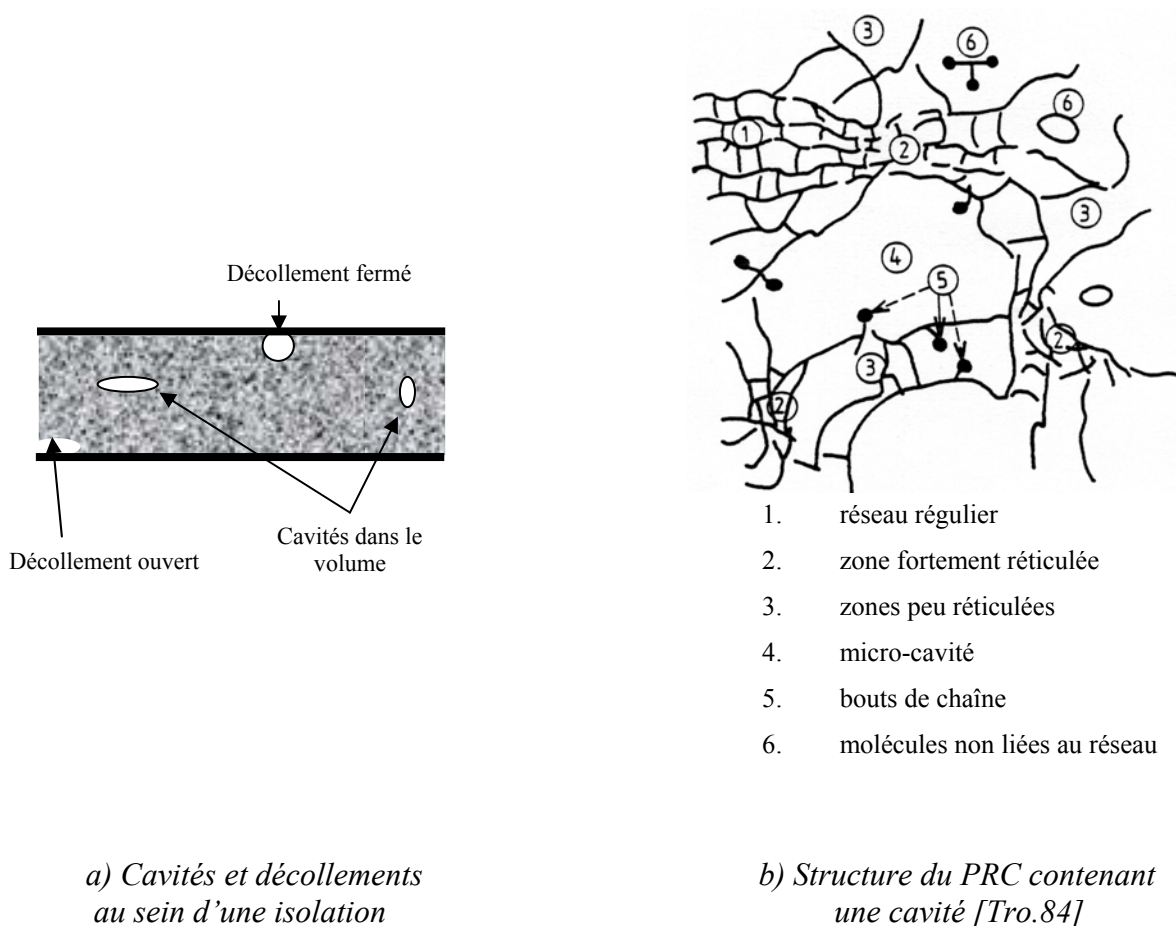 Décollement fermé
Décollement ouvert
Cavités dans le
volume
3
6
6
1
2
3
4
5
3
2
2
1. réseau régulier
2. zone fortement réticulée
3. zones peu réticulées
4. micro-cavité
5. bouts de chaîne
6. molécules non liées au réseau
a) Cavités et décollements
au sein d’une isolation
b) Structure du PRC contenant
une cavité [Tro.84]